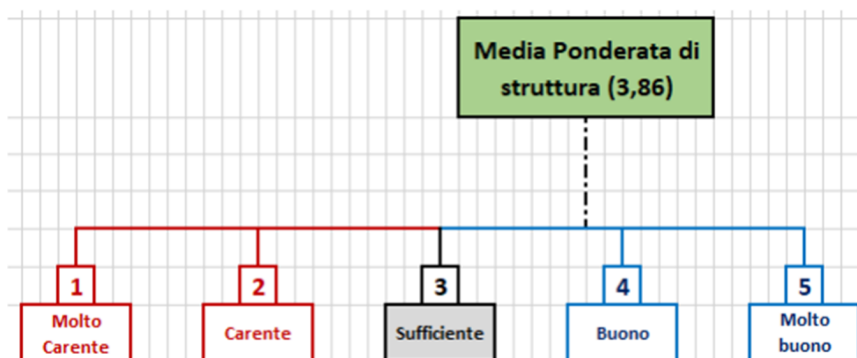 Media Ponderata di
struttura (3,86)
1
2
3
4
5
Molto
Carente
Carente
Sufficiente
Buono
Molto
buono